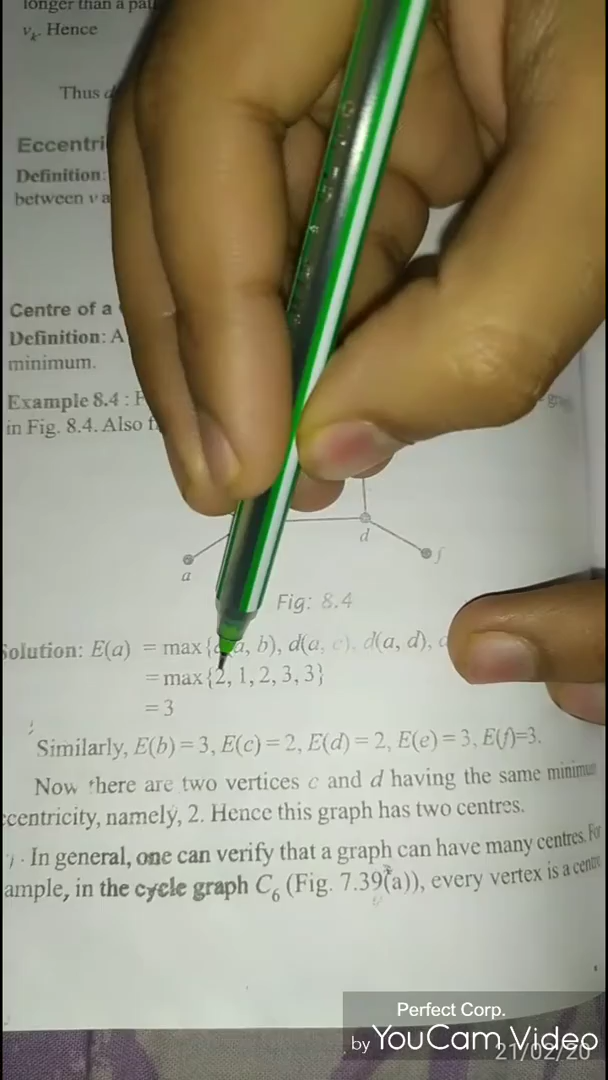 longer than a
v_k. Hence
Thus d
Eccentri
Definition:
between v a
Centre of a
Definition: A
minimum.
Example 8.4 :
in Fig. 8.4. Also
d
a
f
Fig: 8.4
Solution: E(a) = max{d(a, b), d(a, c), d(a, d),
= max{2, 1, 2, 3, 3}
= 3
Similarly, E(b) = 3, E(c) = 2, E(d) = 2, E(e) = 3, E(f)=3.
Now there are two vertices c and d having the same minimum
ccentricity, namely, 2. Hence this graph has two centres.
In general, one can verify that a graph can have many centres. For
ample, in the cycle graph C₆ (Fig. 7.39(a)), every vertex is a centre
Perfect Corp.
by YouCam Video
21/02/20